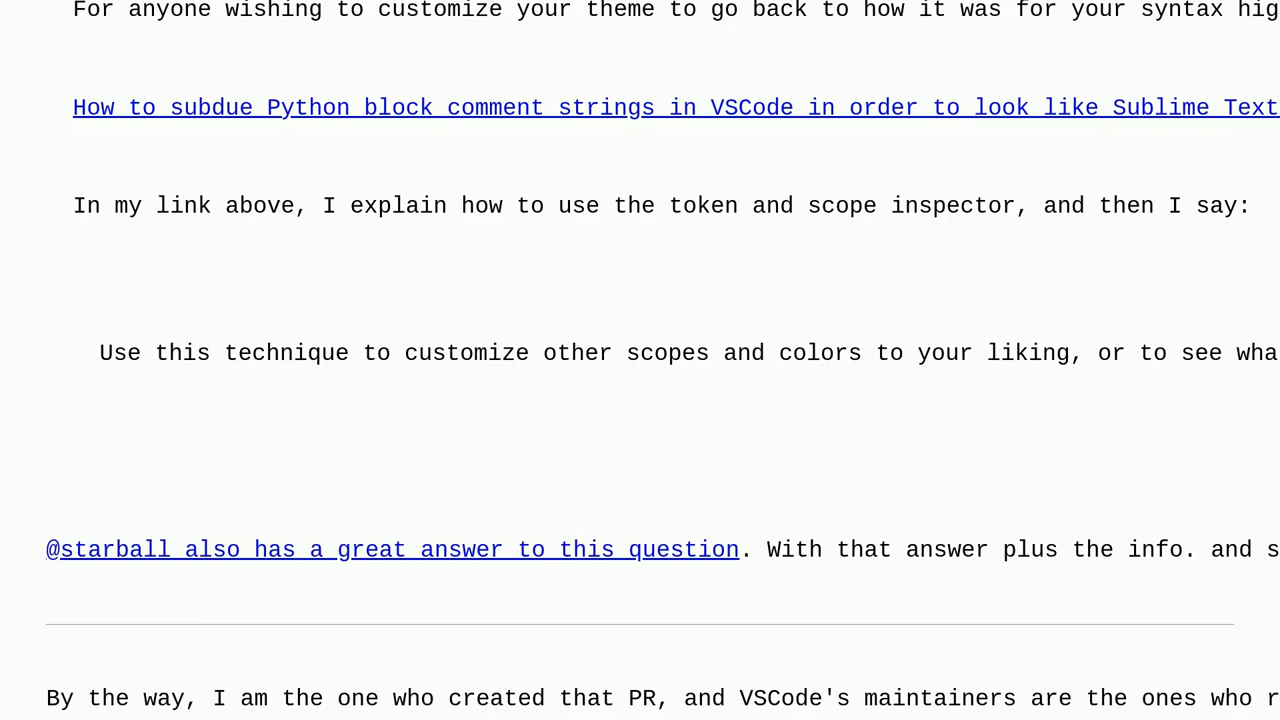 For anyone wishing to customize your theme to go back to how it was for your syntax hig
How to subdue Python block comment strings in VSCode in order to look like Sublime Text
In my link above, I explain how to use the token and scope inspector, and then I say:
Use this technique to customize other scopes and colors to your liking, or to see wha
@starball also has a great answer to this question. With that answer plus the info. and s
By the way, I am the one who created that PR, and VSCode's maintainers are the ones who r